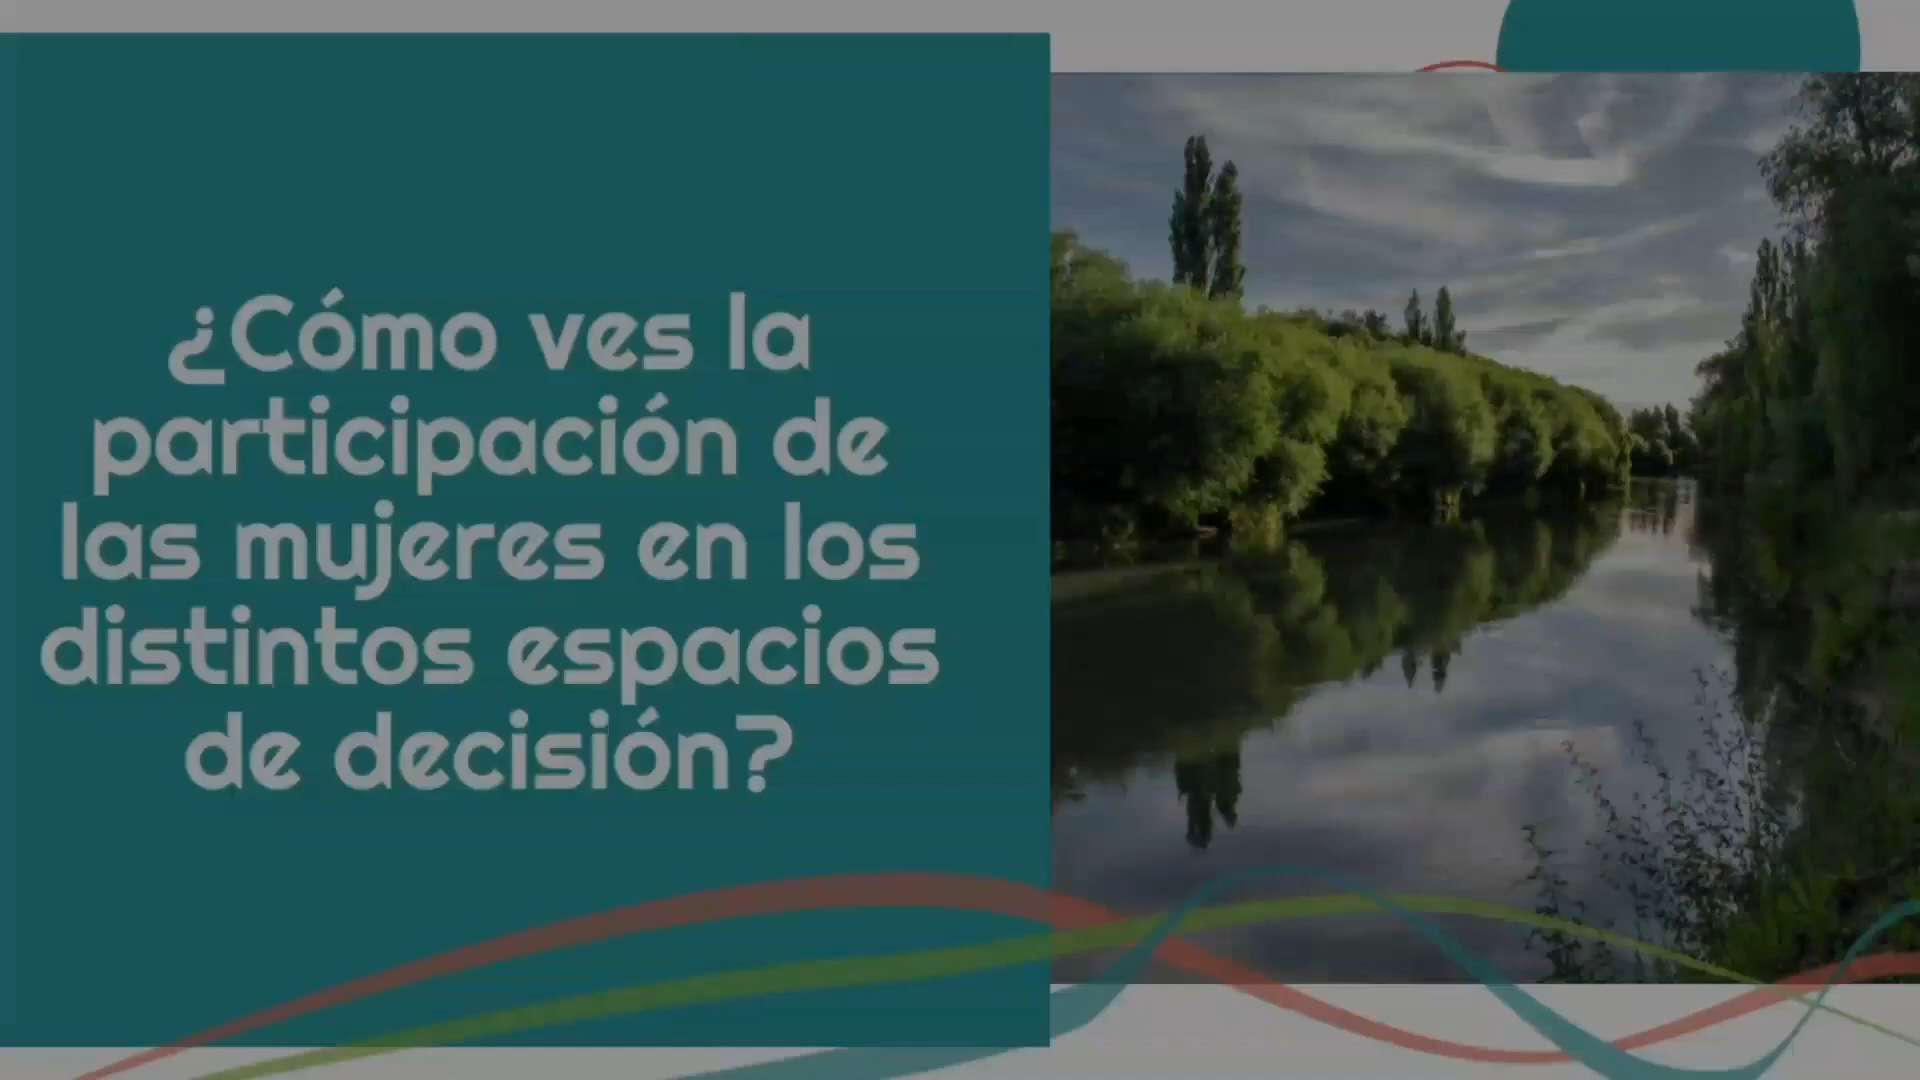 ¿Cómo ves la
participación de
las mujeres en los
distintos espacios
de decisión?